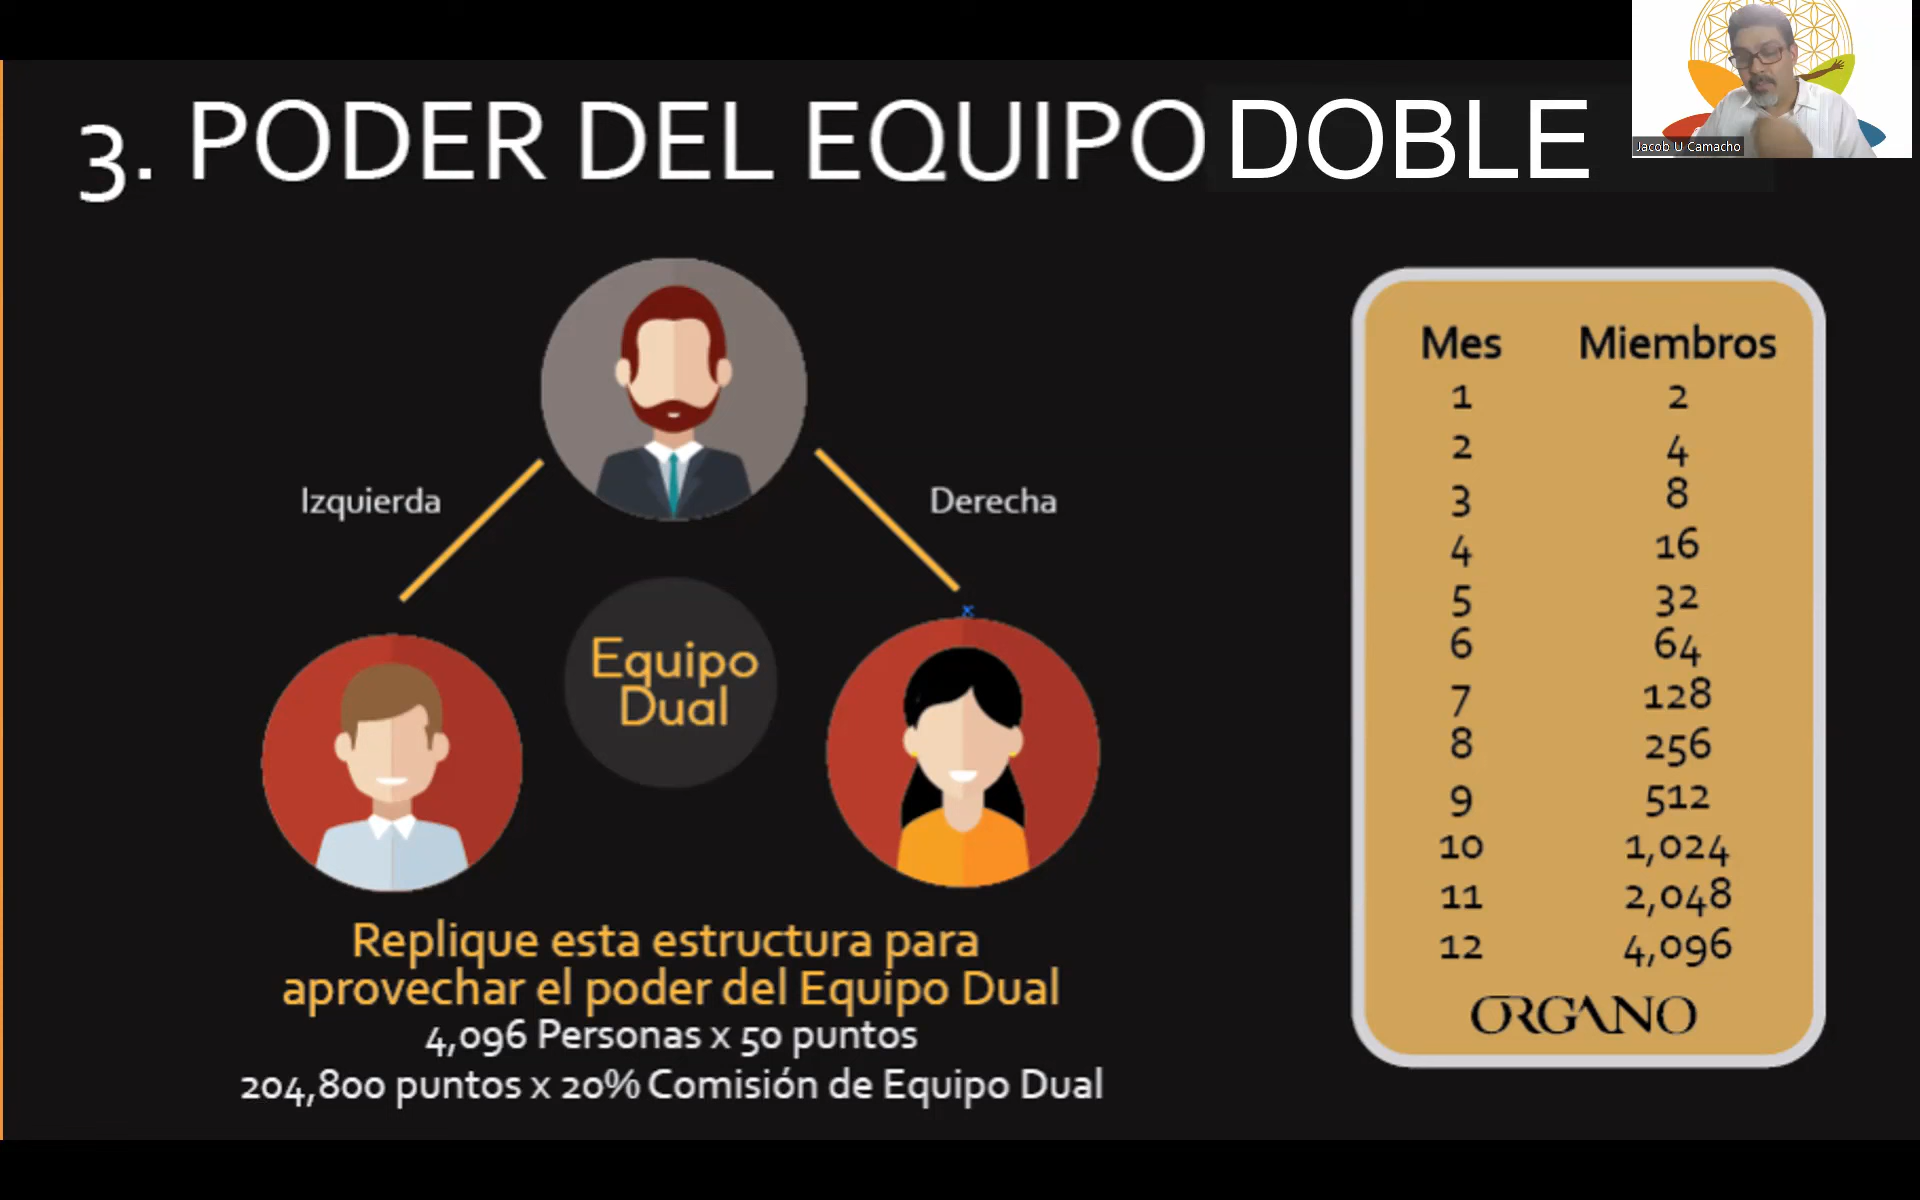 3. PODER DEL EQUIPO DOBLE
Jacob U Camacho
Izquierda
Derecha
Equipo
Dual
Replique esta estructura para
aprovechar el poder del Equipo Dual
4,096 Personas x 50 puntos
204,800 puntos x 20% Comisión de Equipo Dual
Mes Miembros
1 2
2 4
3 8
4 16
5 32
6 64
7 128
8 256
9 512
10 1,024
11 2,048
12 4,096
ORGANO